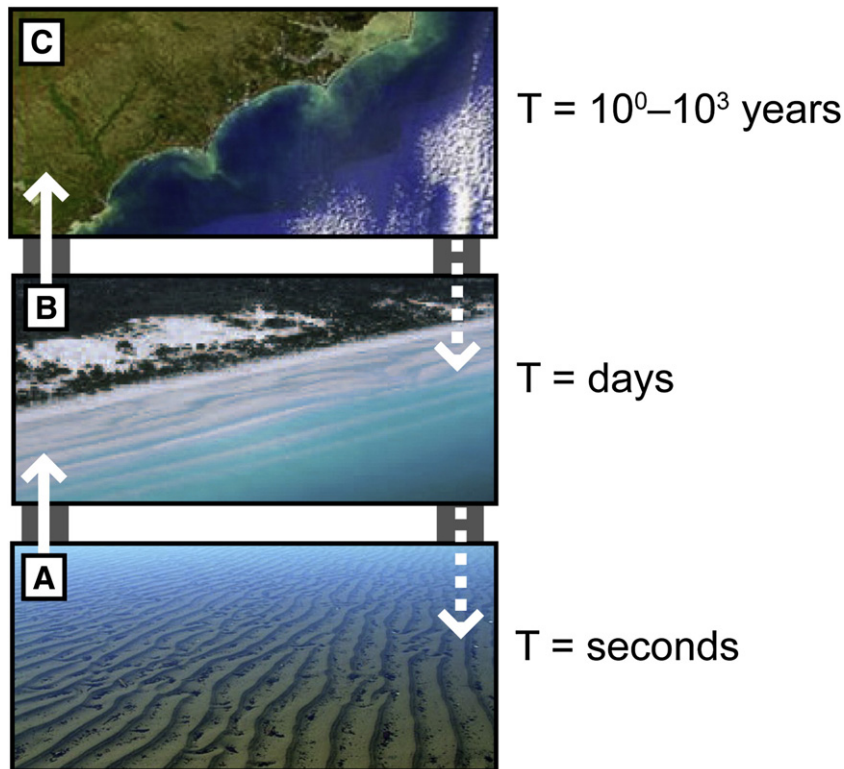 C
T = 10⁰–10³ years
B
T = days
A
T = seconds